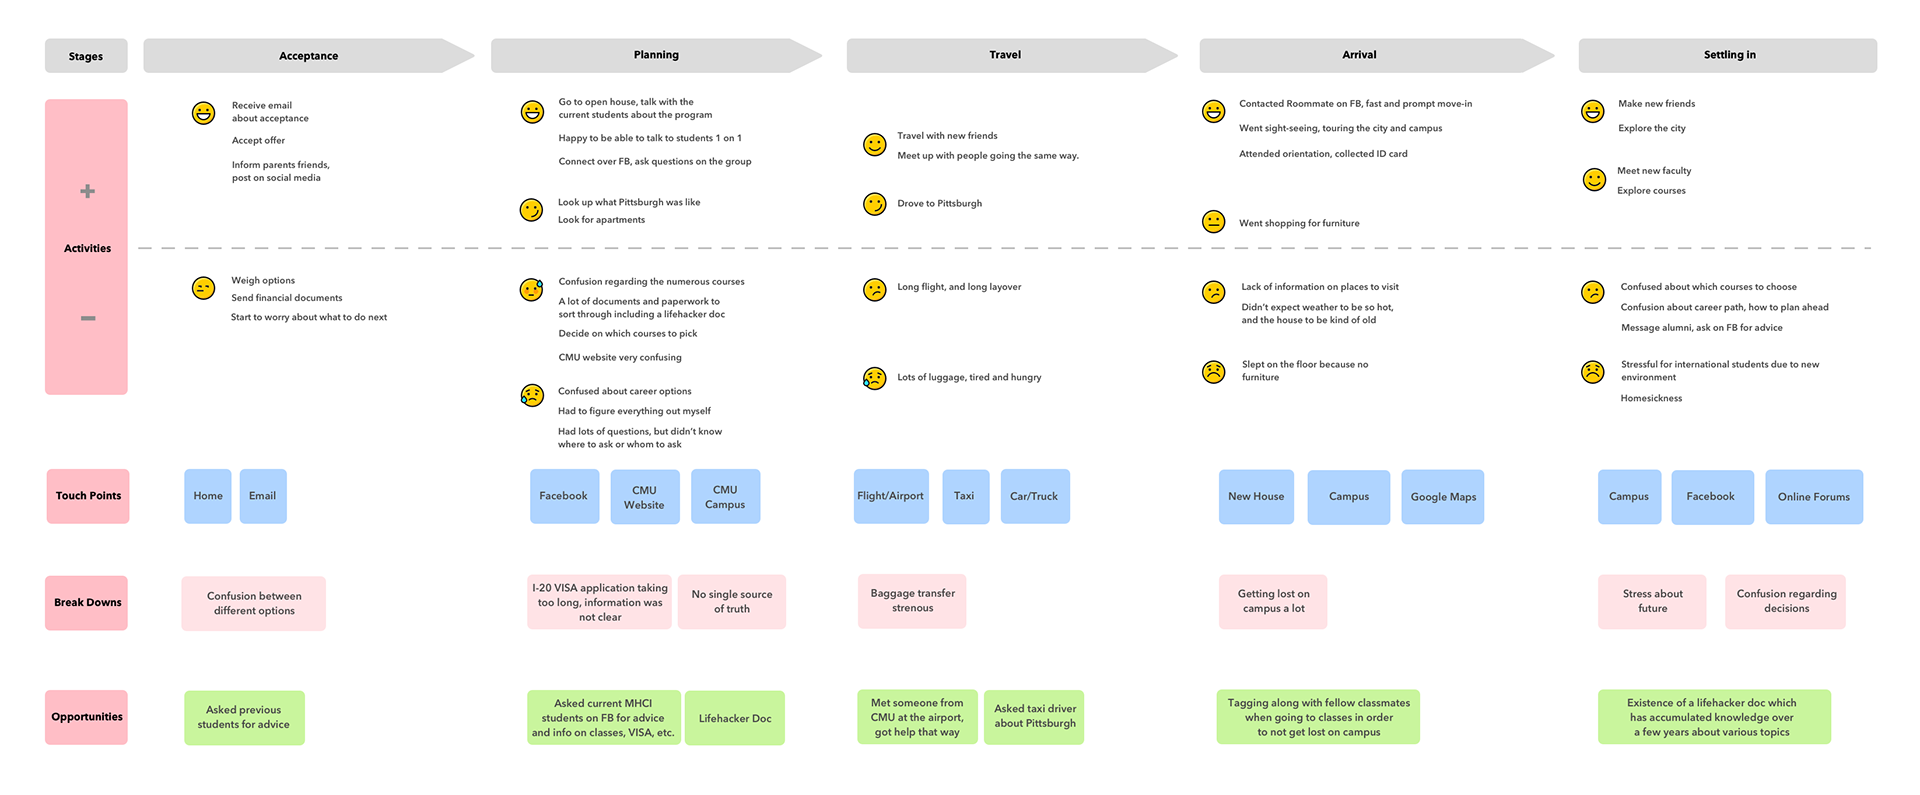 Stages
Acceptance
Planning
Travel
Arrival
Settling in
+
Activities
–
Receive email
about acceptance
Accept offer
Inform parents friends,
post on social media
Go to open house, talk with the
current students about the program
Happy to be able to talk to students 1 on 1
Connect over FB, ask questions on the group
Look up what Pittsburgh was like
Look for apartments
Travel with new friends
Meet up with people going the same way.
Drove to Pittsburgh
Contacted Roommate on FB, fast and prompt move-in
Went sight-seeing, touring the city and campus
Attended orientation, collected ID card
Went shopping for furniture
Make new friends
Explore the city
Meet new faculty
Explore courses
Weigh options
Send financial documents
Start to worry about what to do next
Confusion regarding the numerous courses
A lot of documents and paperwork to
sort through including a lifehacker doc
Decide on which courses to pick
CMU website very confusing
Confused about career options
Had to figure everything out myself
Had lots of questions, but didn't know
where to ask or whom to ask
Long flight, and long layover
Lots of luggage, tired and hungry
Lack of information on places to visit
Didn't expect weather to be so hot,
and the house to be kind of old
Slept on the floor because no
furniture
Confused about which courses to choose
Confusion about career path, how to plan ahead
Message alumni, ask on FB for advice
Stressful for international students due to new
environment
Homesickness
Touch Points
Home
Email
Facebook
CMU
Website
CMU
Campus
Flight/Airport
Taxi
Car/Truck
New House
Campus
Google Maps
Campus
Facebook
Online Forums
Break Downs
Confusion between
different options
I-20 VISA application taking
too long, information was
not clear
No single source
of truth
Baggage transfer
strenous
Getting lost on
campus a lot
Stress about
future
Confusion regarding
decisions
Opportunities
Asked previous
students for advice
Asked current MHCI
students on FB for advice
and info on classes, VISA, etc.
Lifehacker Doc
Met someone from
CMU at the airport,
got help that way
Asked taxi driver
about Pittsburgh
Tagging along with fellow classmates
when going to classes in order
to not get lost on campus
Existence of a lifehacker doc which
has accumulated knowledge over
a few years about various topics